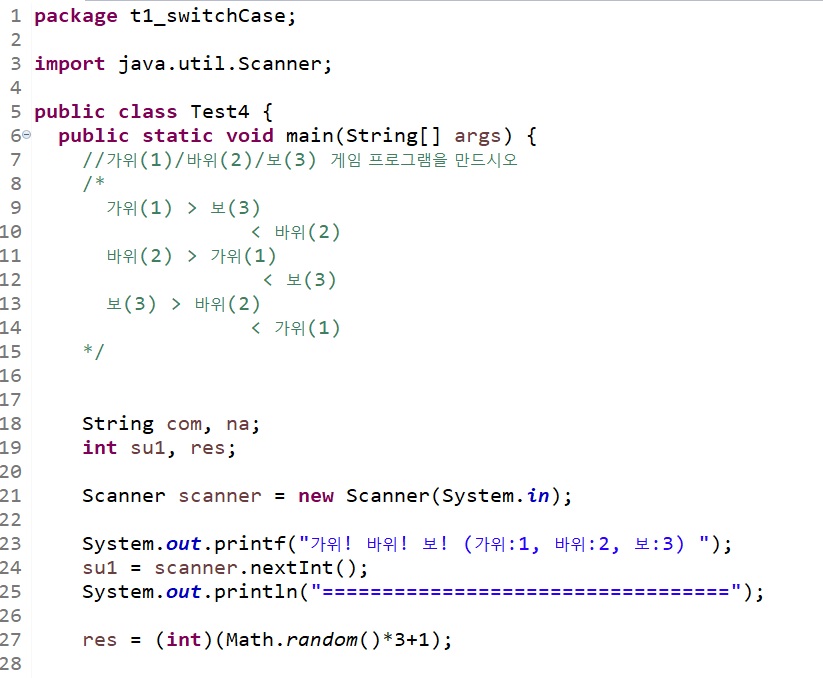 1 package t1_switchCase;
2
3 import java.util.Scanner;
4
5 public class Test4 {
6 public static void main(String[] args) {
7 //가위(1)/바위(2)/보(3) 게임 프로그램을 만드시오
8 /*
9 가위(1) > 보(3)
10 < 바위(2)
11 바위(2) > 가위(1)
12 < 보(3)
13 보(3) > 바위(2)
14 < 가위(1)
15 */
16
17
18 String com, na;
19 int su1, res;
20
21 Scanner scanner = new Scanner(System.in);
22
23 System.out.printf("가위! 바위! 보! (가위:1, 바위:2, 보:3) ");
24 su1 = scanner.nextInt();
25 System.out.println("==================================");
26
27 res = (int)(Math.random()*3+1);
28